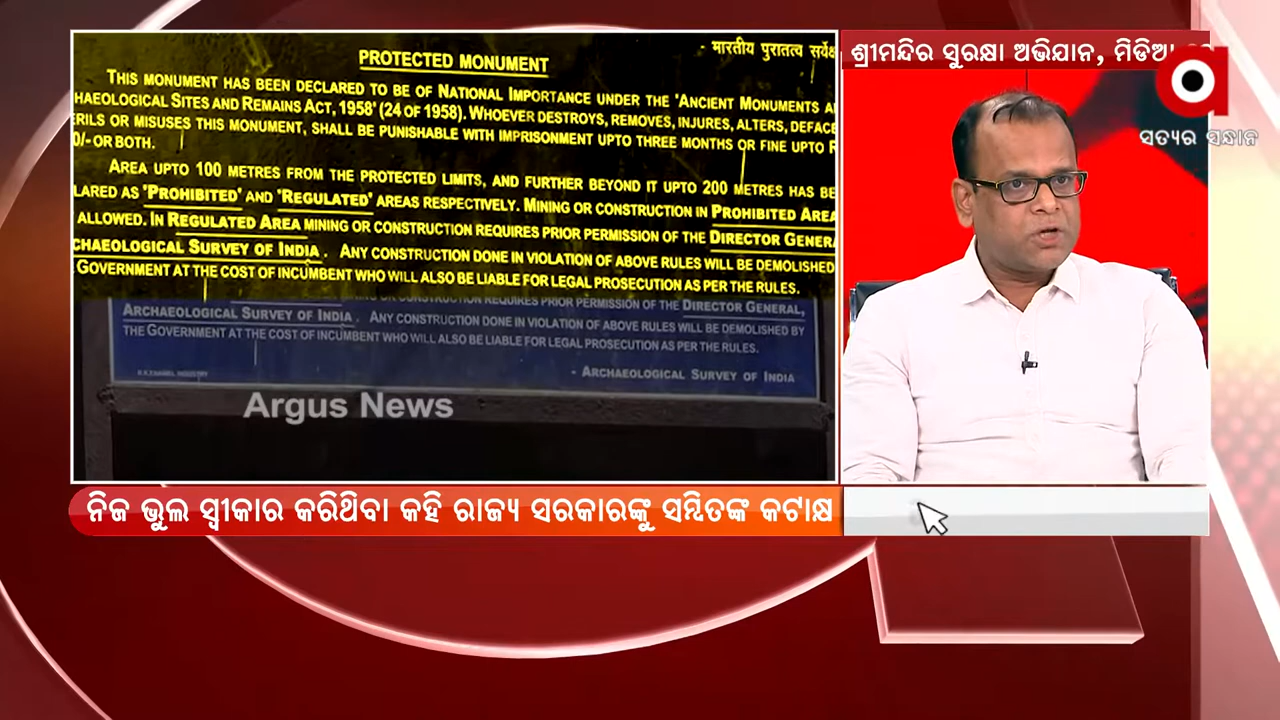 - भारतीय पुरातत्व सर्वेक्ष
PROTECTED MONUMENT
THIS MONUMENT HAS BEEN DECLARED TO BE OF NATIONAL IMPORTANCE UNDER THE 'ANCIENT MONUMENTS A
HAEOLOGICAL SITES AND REMAINS ACT, 1958' (24 OF 1958). WHOEVER DESTROYS, REMOVES, INJURES, ALTERS, DEFACE
ERILS OR MISUSES THIS MONUMENT, SHALL BE PUNISHABLE WITH IMPRISONMENT UPTO THREE MONTHS OR FINE UPTO R
0/- OR BOTH.
AREA UPTO 100 METRES FROM THE PROTECTED LIMITS, AND FURTHER BEYOND IT UPTO 200 METRES HAS BE
LARED AS 'PROHIBITED' AND 'REGULATED' AREAS RESPECTIVELY. MINING OR CONSTRUCTION IN PROHIBITED AREA
ALLOWED. IN REGULATED AREA MINING OR CONSTRUCTION REQUIRES PRIOR PERMISSION OF THE DIRECTOR GENERA
CHAEOLOGICAL SURVEY OF INDIA. ANY CONSTRUCTION DONE IN VIOLATION OF ABOVE RULES WILL BE DEMOLISHED
GOVERNMENT AT THE COST OF INCUMBENT WHO WILL ALSO BE LIABLE FOR LEGAL PROSECUTION AS PER THE RULES.
OR CONSTRUCTION REQUIRES PRIOR PERMISSION OF THE DIRECTOR GENERAL,
ARCHAEOLOGICAL SURVEY OF INDIA. ANY CONSTRUCTION DONE IN VIOLATION OF ABOVE RULES WILL BE DEMOLISHED BY
THE GOVERNMENT AT THE COST OF INCUMBENT WHO WILL ALSO BE LIABLE FOR LEGAL PROSECUTION AS PER THE RULES.
- ARCHAEOLOGICAL SURVEY OF INDIA
Argus News
ଶ୍ରୀମନ୍ଦିର ସୁରକ୍ଷା ଅଭିଯାନ, ମିଡିଆ
ସତ୍ୟର ସନ୍ଧାନ
ନିଜ ଭୁଲ ସ୍ୱୀକାର କରିଥିବା କହି ରାଜ୍ୟ ସରକାରଙ୍କୁ ସମ୍ବିତଙ୍କ କଟାକ୍ଷ